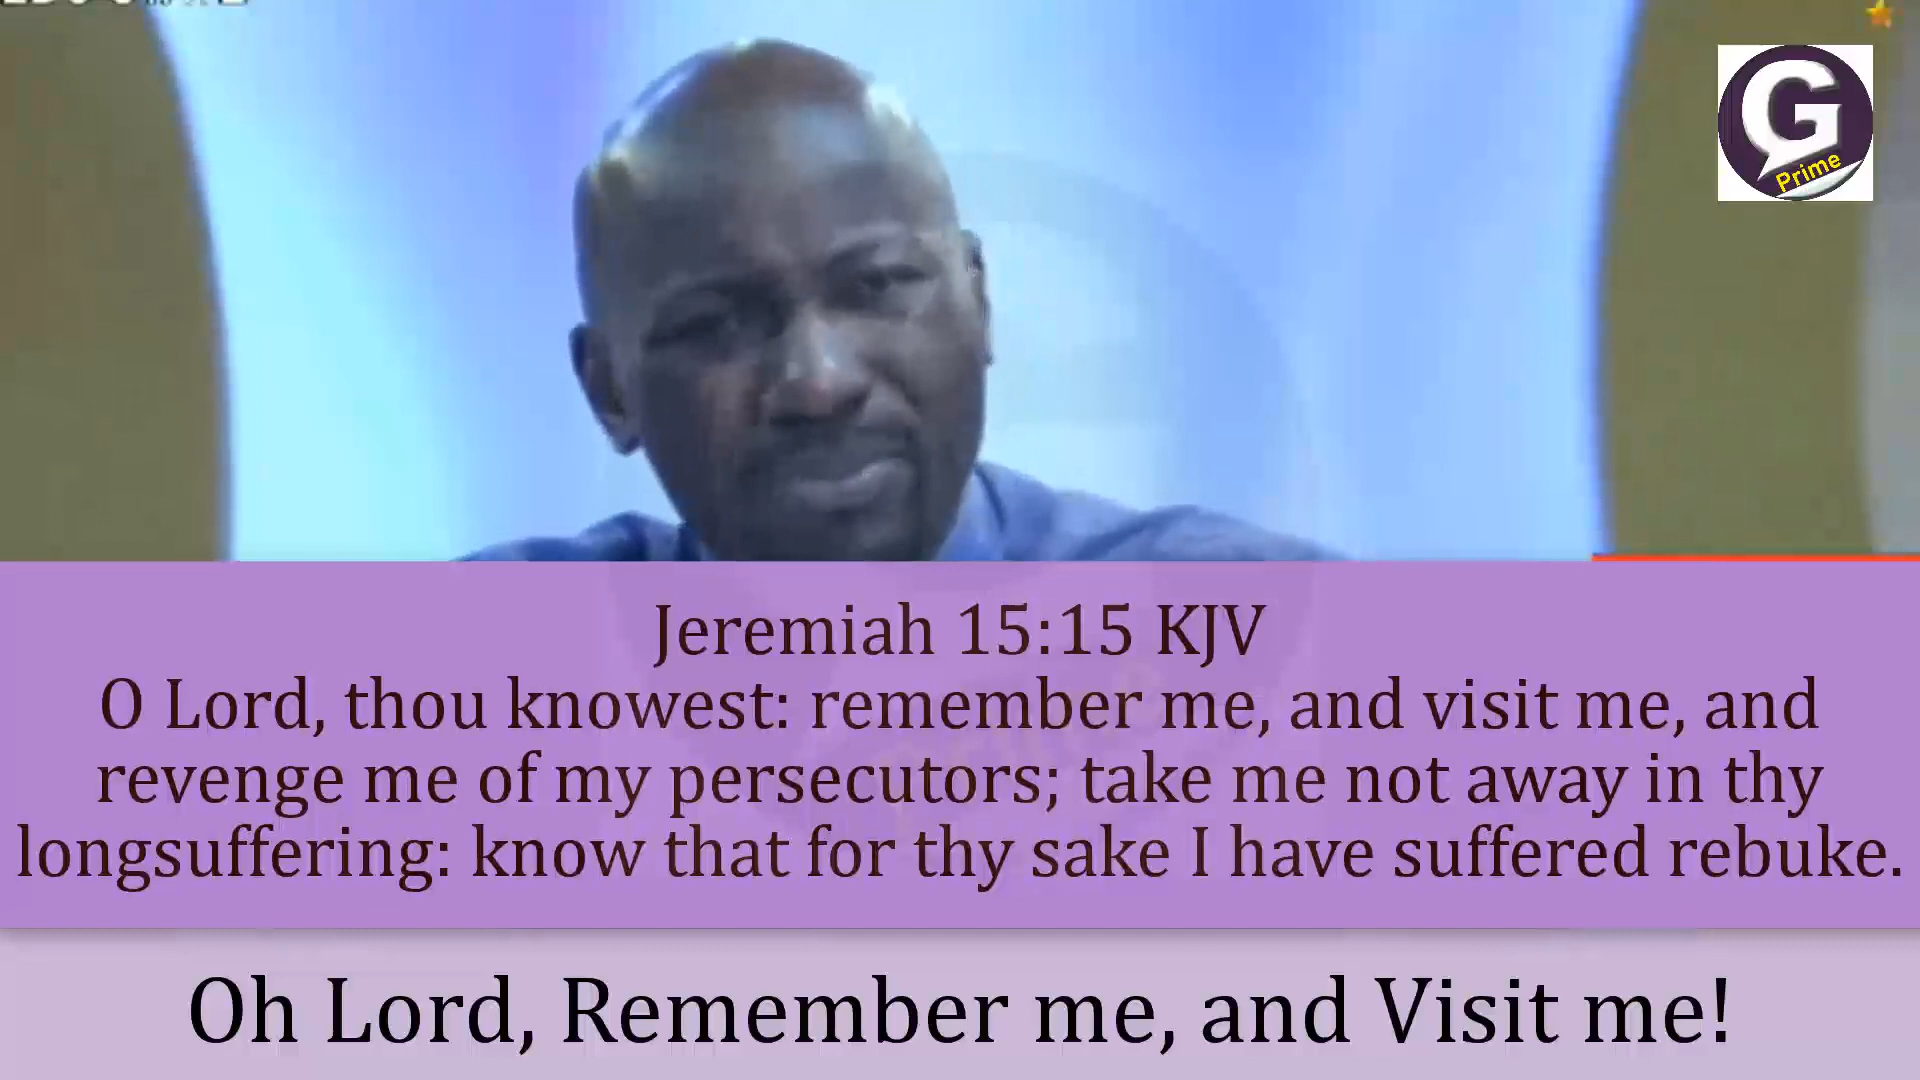 G
Prime
Jeremiah 15:15 KJV
O Lord, thou knowest: remember me, and visit me, and
revenge me of my persecutors; take me not away in thy
longsuffering: know that for thy sake I have suffered rebuke.
Oh Lord, Remember me, and Visit me!